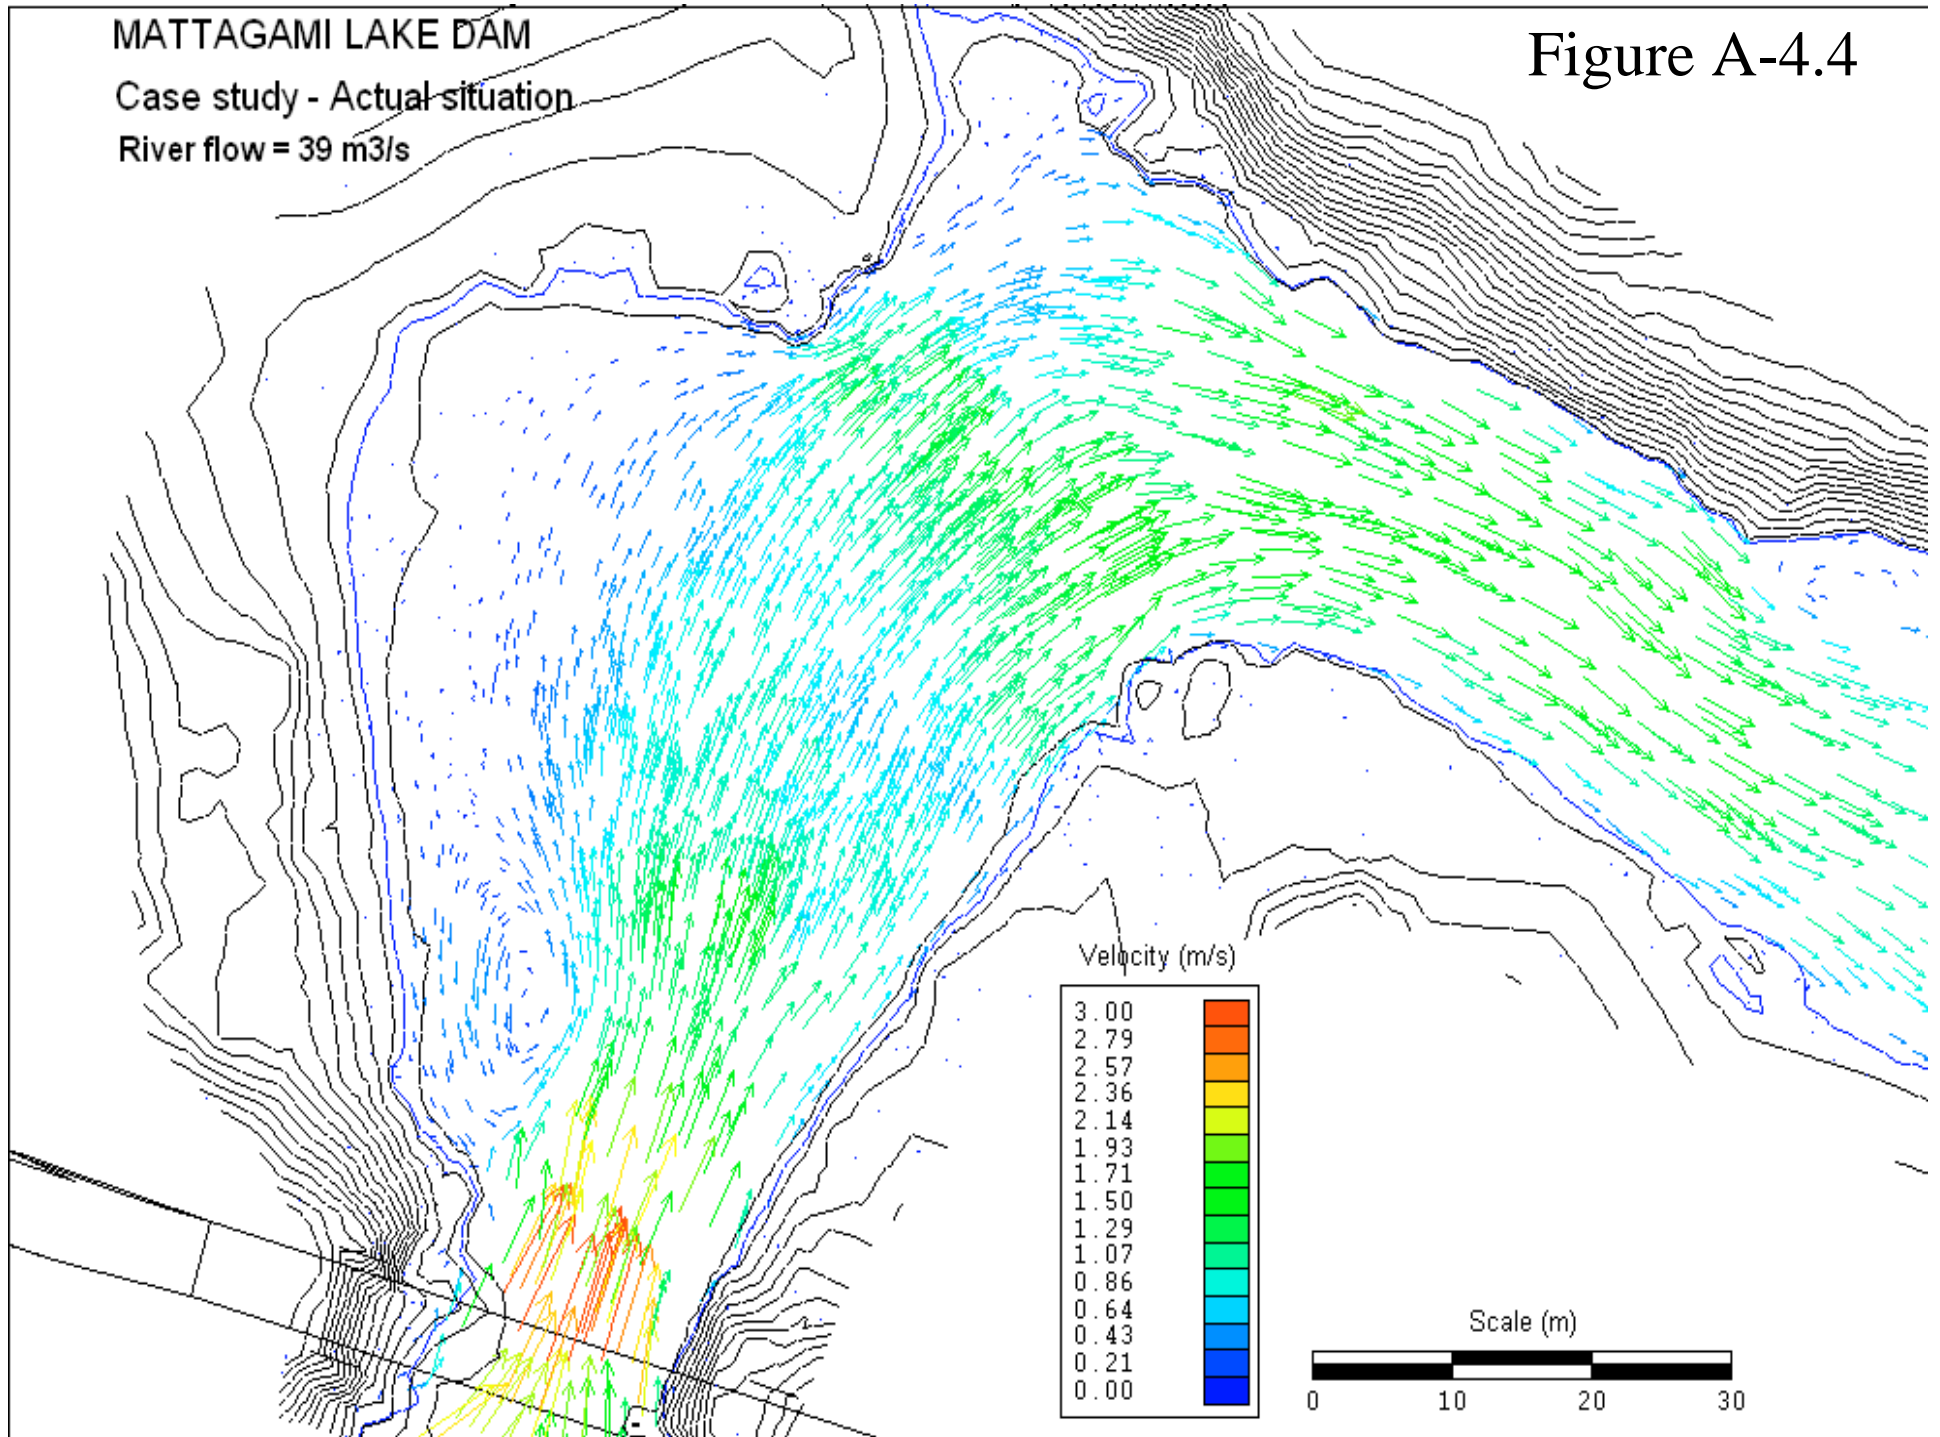 MATTAGAMI LAKE DAM
Case study - Actual situation
River flow = 39 m3/s
Figure A-4.4
Velocity (m/s)
3.00
2.79
2.57
2.36
2.14
1.93
1.71
1.50
1.29
1.07
0.86
0.64
0.43
0.21
0.00
Scale (m)
0 10 20 30